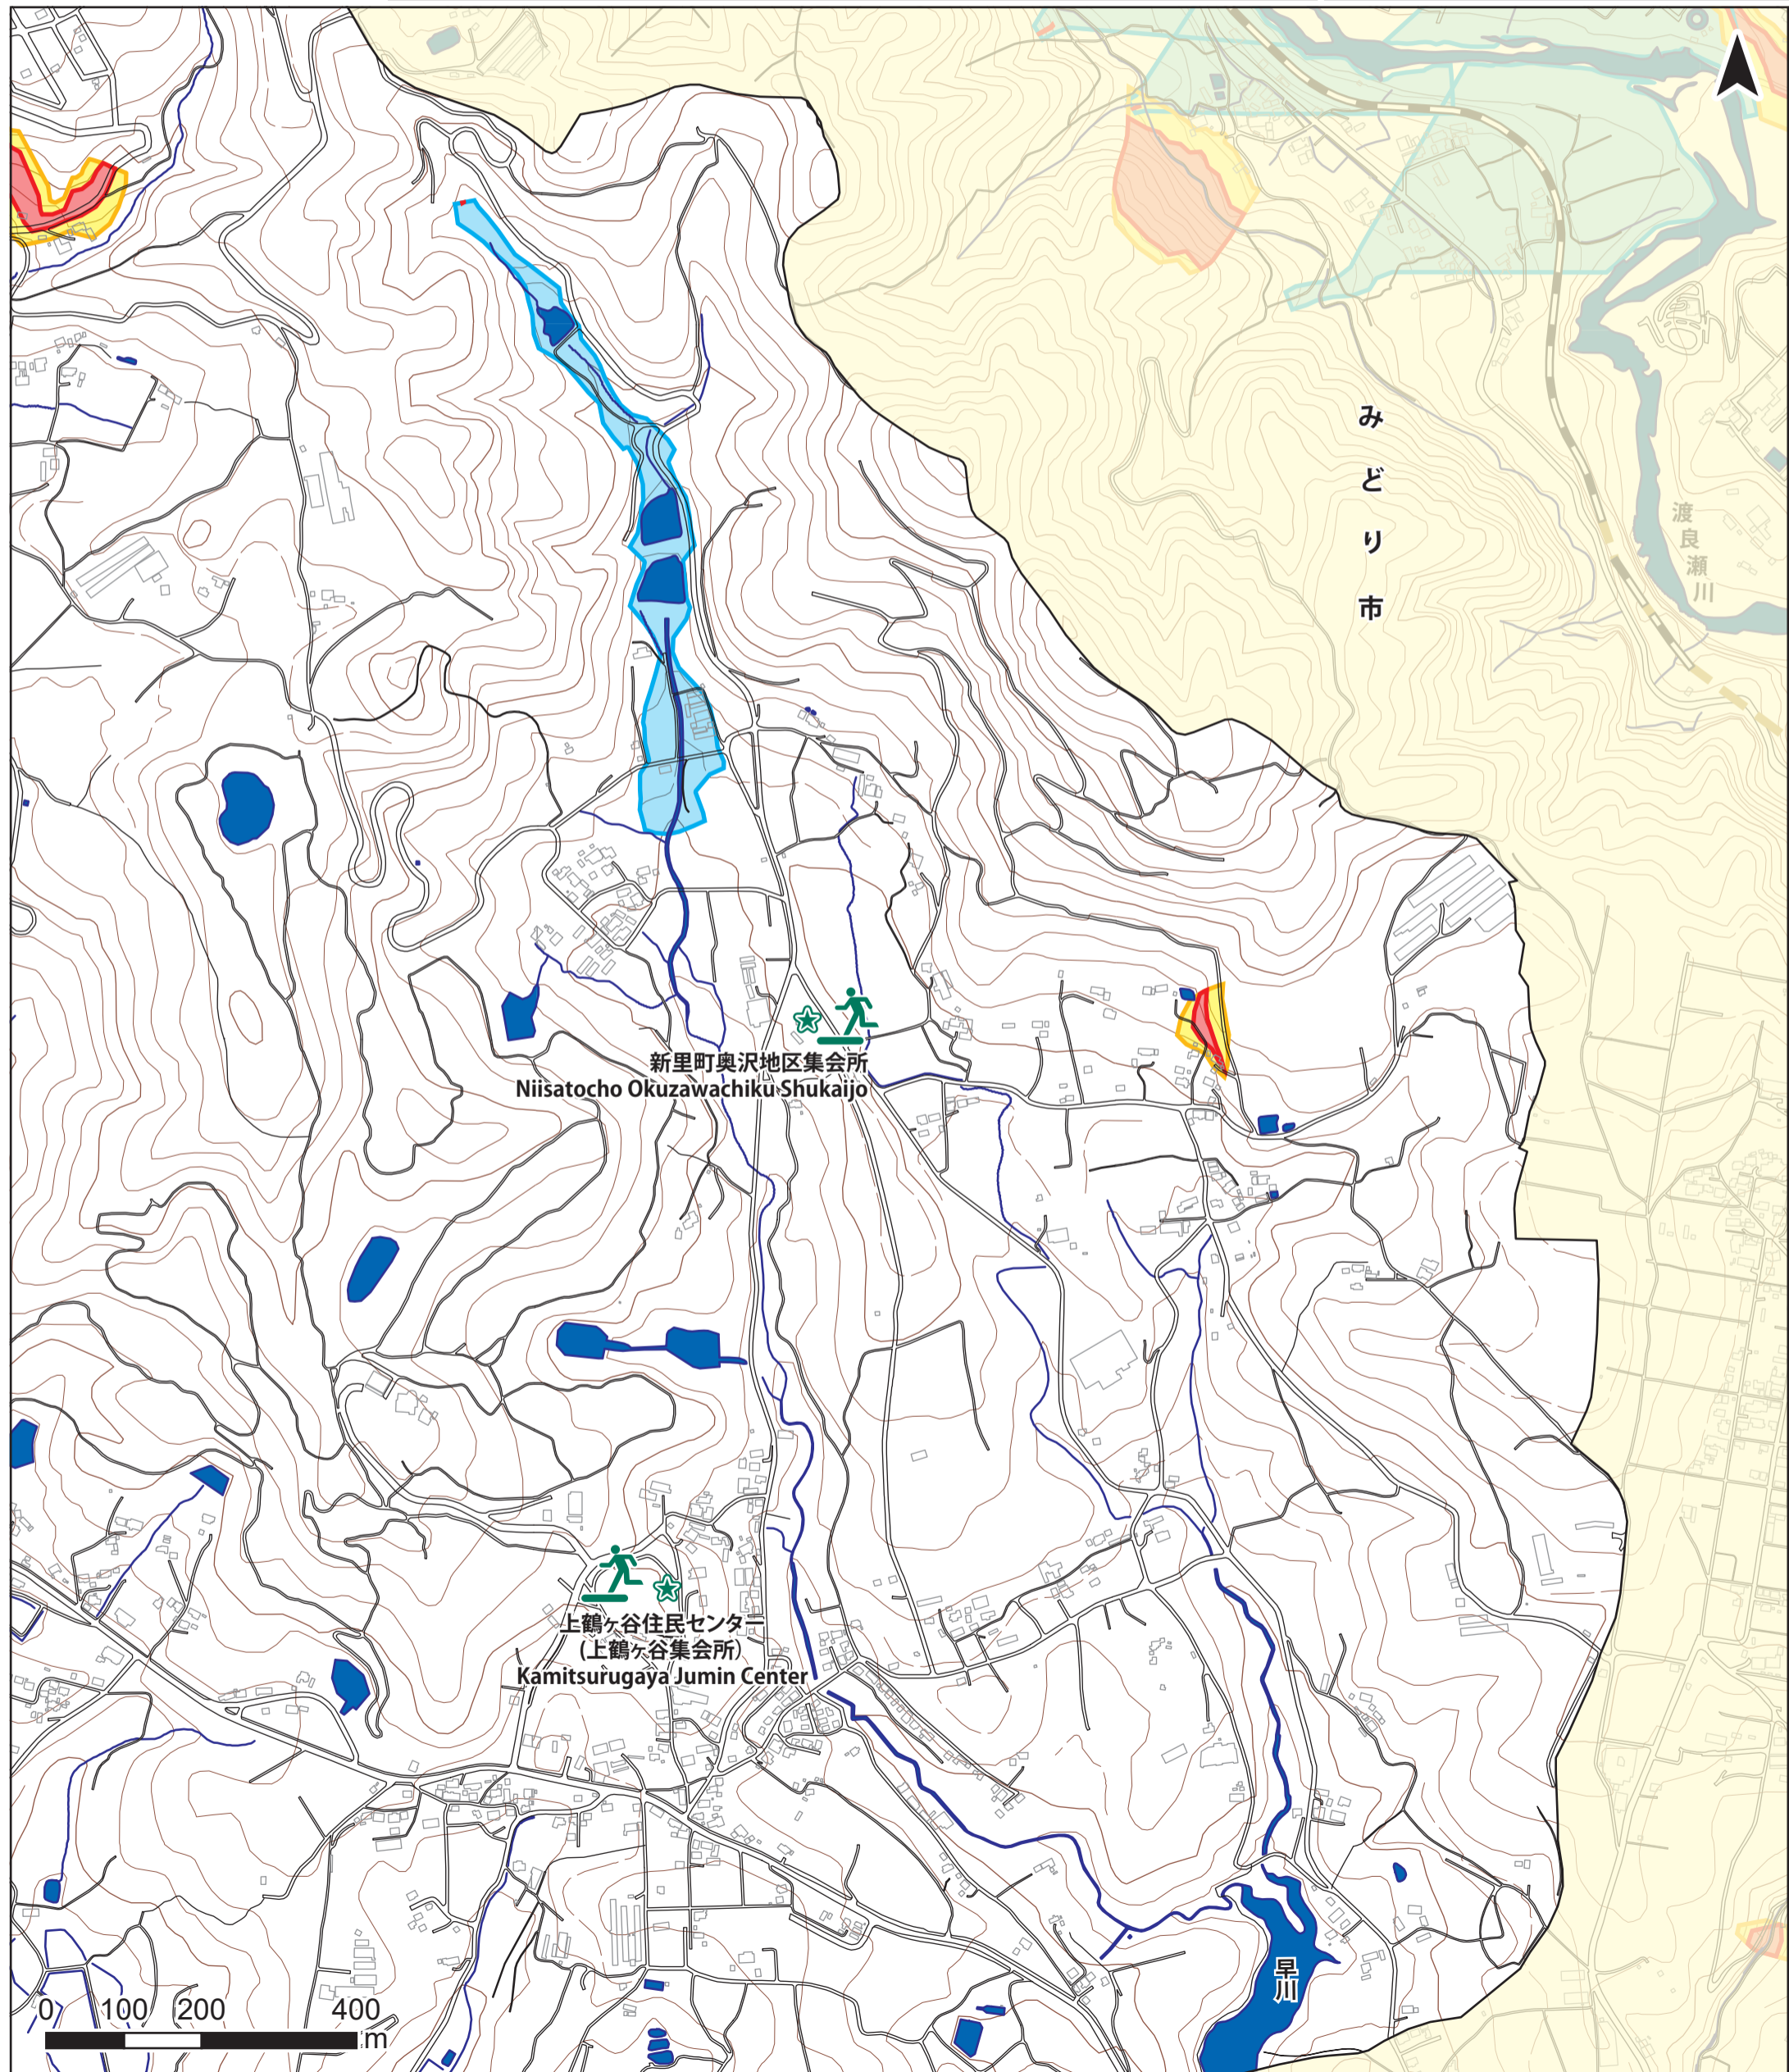 みどり市
渡良瀬川
新里町奥沢地区集会所
Niisatocho Okuzawachiku Shukaijo
上鶴ヶ谷住民センター
(上鶴ヶ谷集会所)
Kamitsurugaya Jumin Center
早川
0 100 200 400
m